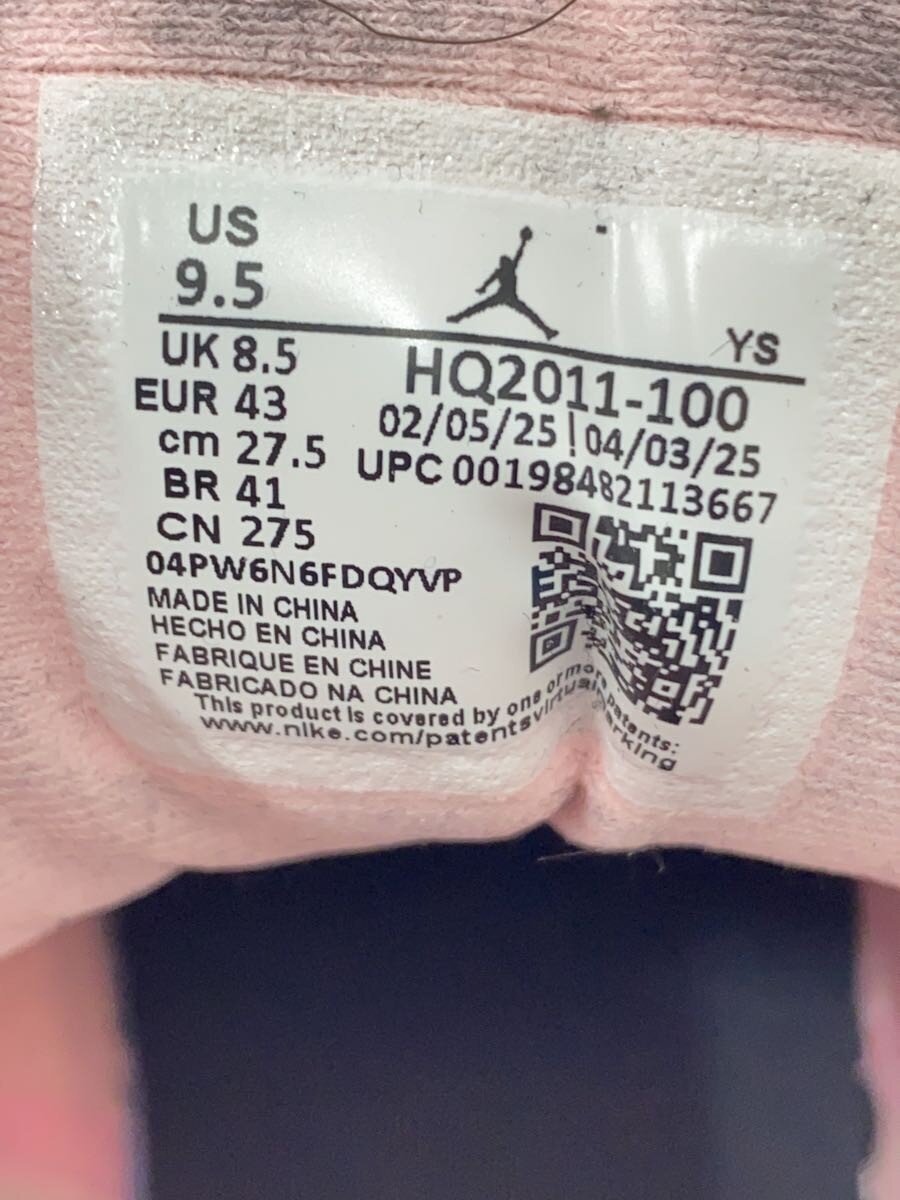 US
9.5
YS
UK 8.5
HQ2011-100
EUR 43
02/05/25 | 04/03/25
cm 27.5
UPC 00198482113667
BR 41
CN 275
04PW6N6FDQYVP
MADE IN CHINA
HECHO EN CHINA
FABRIQUE EN CHINE
FABRICADO NA CHINA
This product is covered by one or more patents:
www.nike.com/patentsvirtualmarking